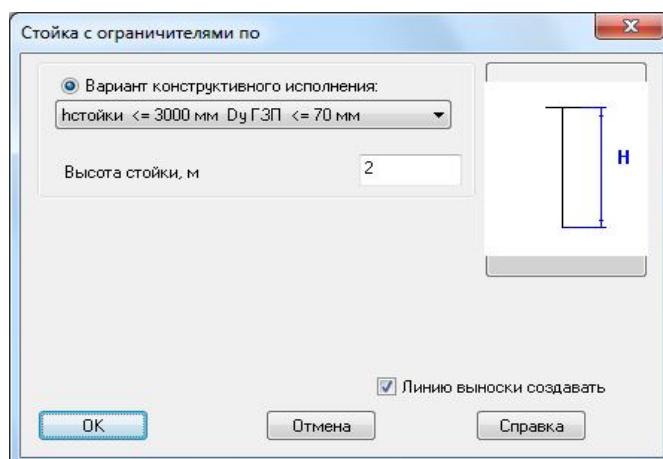 Стойка с ограничителями по
Вариант конструктивного исполнения:
hстойки <= 3000 мм Dу ГЗП <= 70 мм
Высота стойки, м
2
H
Линию выноски создавать
OK
Отмена
Справка